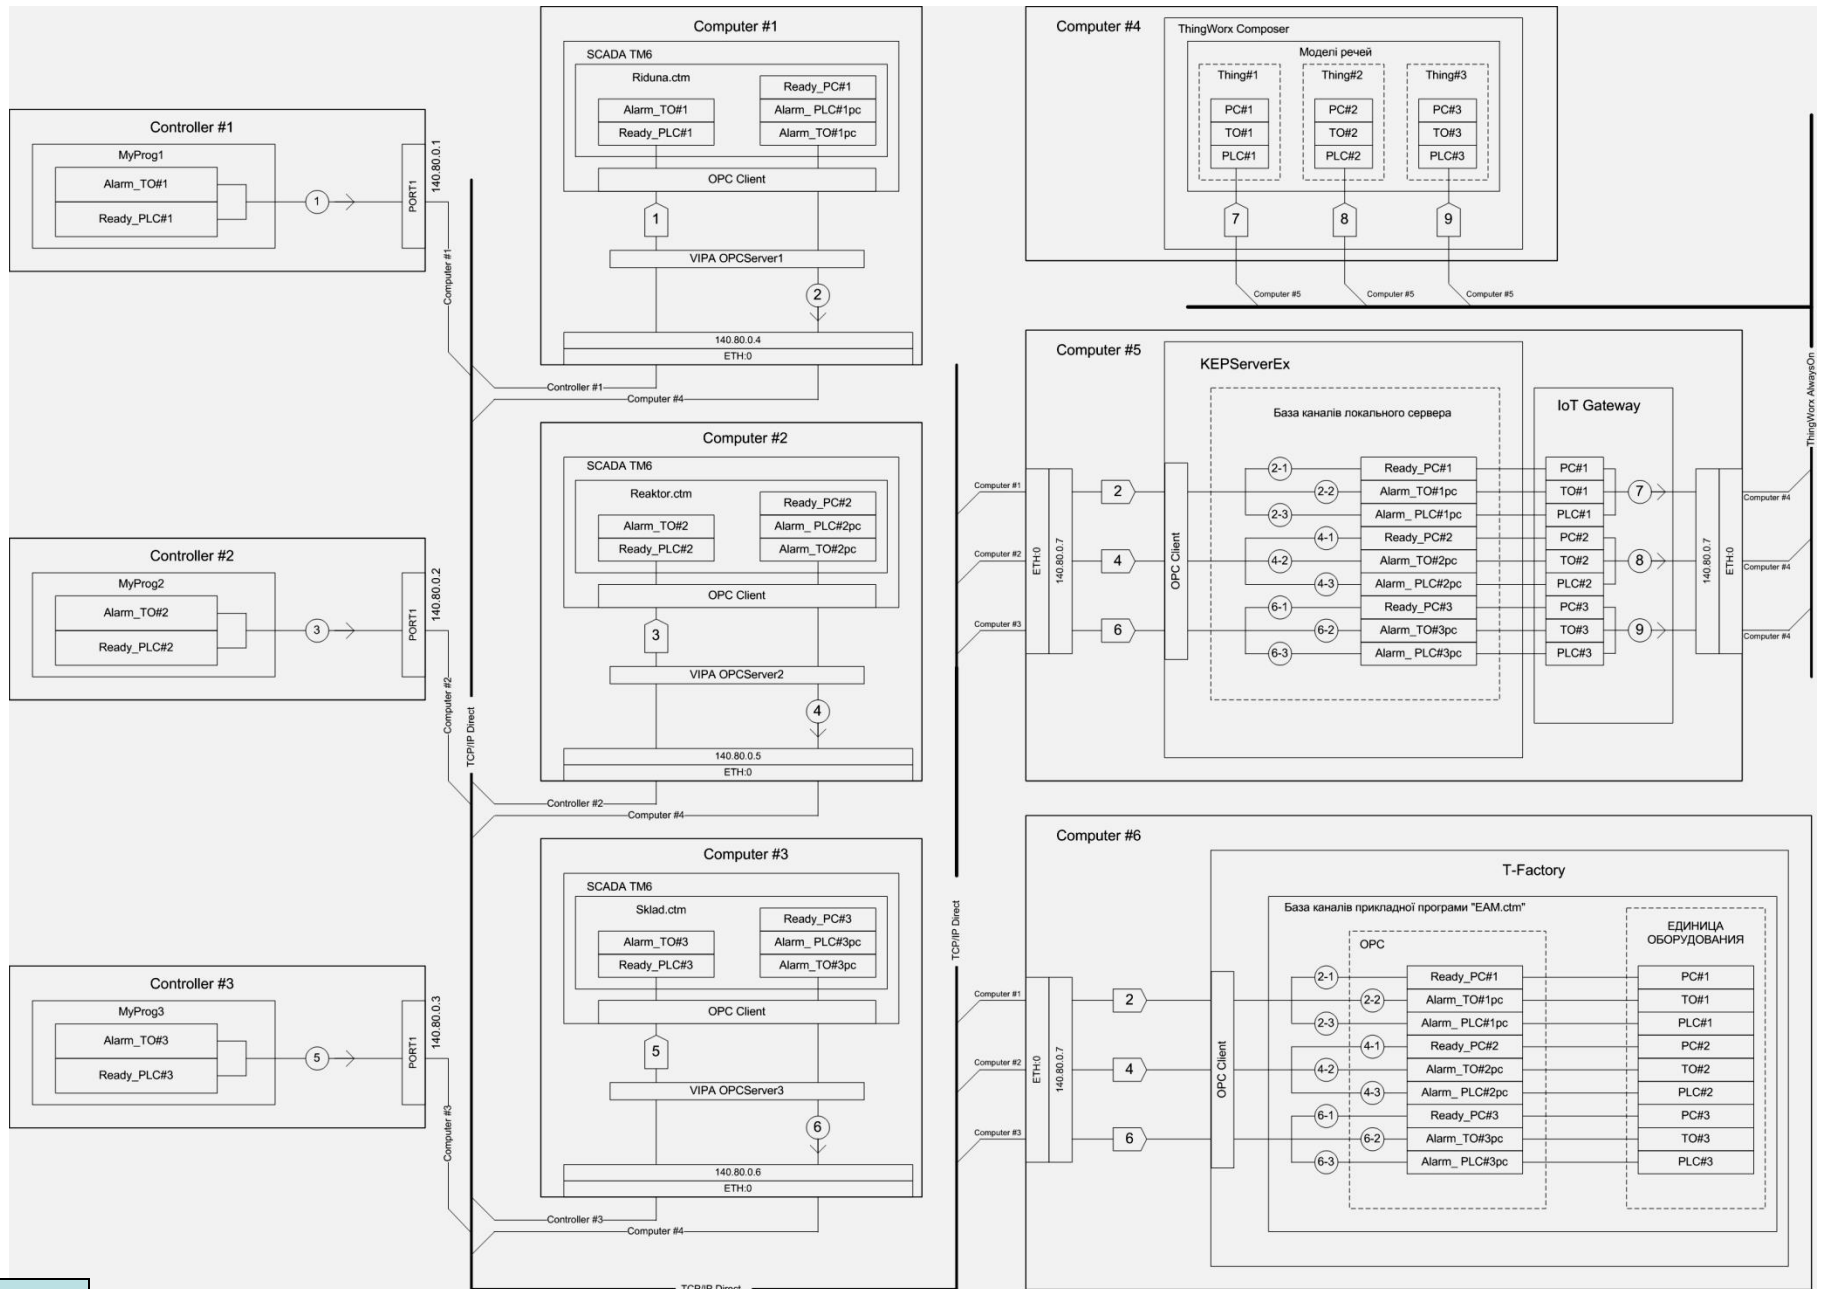 Controller #1
MyProg1
Alarm_TO#1
Ready_PLC#1
1
PORT1
140.80.0.1
Computer #1
Controller #2
MyProg2
Alarm_TO#2
Ready_PLC#2
3
PORT1
140.80.0.2
Computer #2
Controller #3
MyProg3
Alarm_TO#3
Ready_PLC#3
5
PORT1
140.80.0.3
Computer #3
TCP/IP Direct
Computer #1
SCADA TM6
Riduna.ctm
Alarm_TO#1
Ready_PLC#1
Ready_PC#1
Alarm_ PLC#1pc
Alarm_TO#1pc
OPC Client
1
VIPA OPCServer1
2
140.80.0.4
ETH:0
Controller #1
Computer #4
Computer #2
SCADA TM6
Reaktor.ctm
Alarm_TO#2
Ready_PLC#2
Ready_PC#2
Alarm_ PLC#2pc
Alarm_TO#2pc
OPC Client
3
VIPA OPCServer2
4
140.80.0.5
ETH:0
Controller #2
Computer #4
Computer #3
SCADA TM6
Sklad.ctm
Alarm_TO#3
Ready_PLC#3
Ready_PC#3
Alarm_ PLC#3pc
Alarm_TO#3pc
OPC Client
5
VIPA OPCServer3
6
140.80.0.6
ETH:0
Controller #3
Computer #4
TCP/IP Direct
TCP/IP Direct
Computer #4
ThingWorx Composer
Моделі речей
Thing#1
PC#1
TO#1
PLC#1
Thing#2
PC#2
TO#2
PLC#2
Thing#3
PC#3
TO#3
PLC#3
7
8
9
Computer #5
Computer #5
Computer #5
ThingWorx AlwaysOn
Computer #5
KEPServerEx
База каналів локального сервера
IoT Gateway
Computer #1
Computer #2
Computer #3
ETH:0
140.80.0.7
2
4
6
OPC Client
2-1
Ready_PC#1
PC#1
2-2
Alarm_TO#1pc
TO#1
2-3
Alarm_ PLC#1pc
PLC#1
4-1
Ready_PC#2
PC#2
4-2
Alarm_TO#2pc
TO#2
4-3
Alarm_ PLC#2pc
PLC#2
6-1
Ready_PC#3
PC#3
6-2
Alarm_TO#3pc
TO#3
6-3
Alarm_ PLC#3pc
PLC#3
7
8
9
140.80.0.7
ETH:0
Computer #4
Computer #4
Computer #4
Computer #6
T-Factory
База каналів прикладної програми "EAM.ctm"
OPC
ЕДИНИЦА
ОБОРУДОВАНИЯ
Computer #1
Computer #2
Computer #3
ETH:0
140.80.0.7
2
4
6
OPC Client
2-1
Ready_PC#1
PC#1
2-2
Alarm_TO#1pc
TO#1
2-3
Alarm_ PLC#1pc
PLC#1
4-1
Ready_PC#2
PC#2
4-2
Alarm_TO#2pc
TO#2
4-3
Alarm_ PLC#2pc
PLC#2
6-1
Ready_PC#3
PC#3
6-2
Alarm_TO#3pc
TO#3
6-3
Alarm_ PLC#3pc
PLC#3